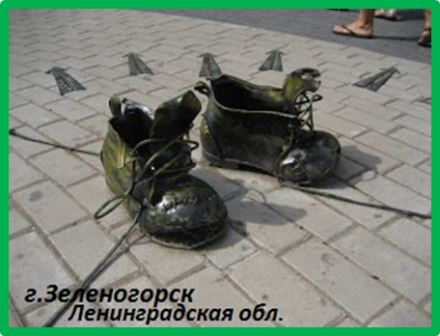 г.Зеленогорск
Ленинградская обл.